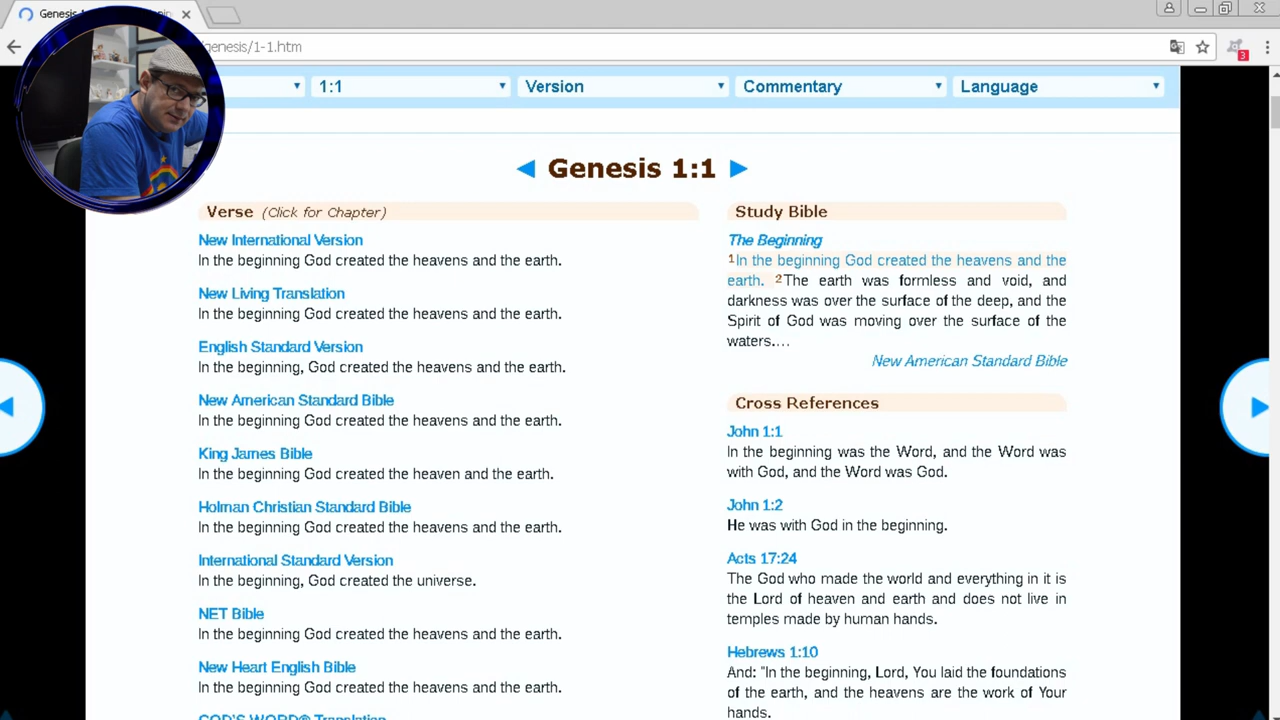 Genesis 1
genesis/1-1.htm
3
1:1
Version
Commentary
Language
Genesis 1:1
Verse (Click for Chapter)
New International Version
In the beginning God created the heavens and the earth.
New Living Translation
In the beginning God created the heavens and the earth.
English Standard Version
In the beginning, God created the heavens and the earth.
New American Standard Bible
In the beginning God created the heavens and the earth.
King James Bible
In the beginning God created the heaven and the earth.
Holman Christian Standard Bible
In the beginning God created the heavens and the earth.
International Standard Version
In the beginning, God created the universe.
NET Bible
In the beginning God created the heavens and the earth.
New Heart English Bible
In the beginning God created the heavens and the earth.
GOD'S WORD® Translation
Study Bible
The Beginning
1In the beginning God created the heavens and the
earth. 2The earth was formless and void, and
darkness was over the surface of the deep, and the
Spirit of God was moving over the surface of the
waters.…
New American Standard Bible
Cross References
John 1:1
In the beginning was the Word, and the Word was
with God, and the Word was God.
John 1:2
He was with God in the beginning.
Acts 17:24
The God who made the world and everything in it is
the Lord of heaven and earth and does not live in
temples made by human hands.
Hebrews 1:10
And: "In the beginning, Lord, You laid the foundations
of the earth, and the heavens are the work of Your
hands.